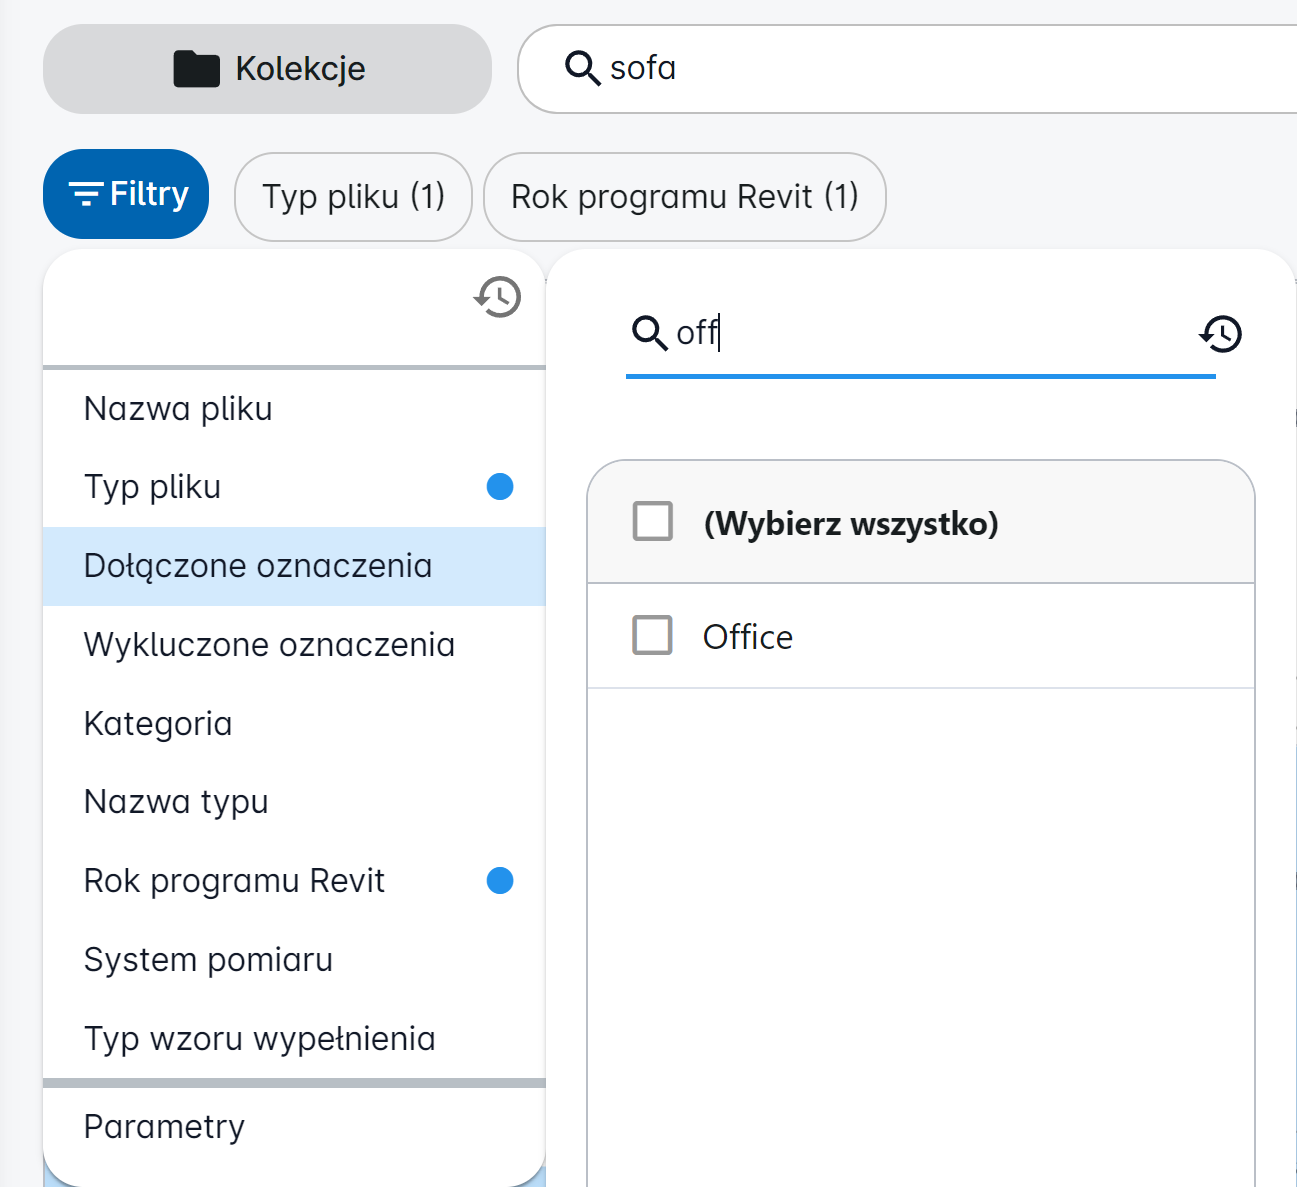 Kolekcje
sofa
Filtry
Typ pliku (1)
Rok programu Revit (1)
off
Nazwa pliku
Typ pliku
Dołączone oznaczenia
Wykluczone oznaczenia
Kategoria
Nazwa typu
Rok programu Revit
System pomiaru
Typ wzoru wypełnienia
Parametry
(Wybierz wszystko)
Office